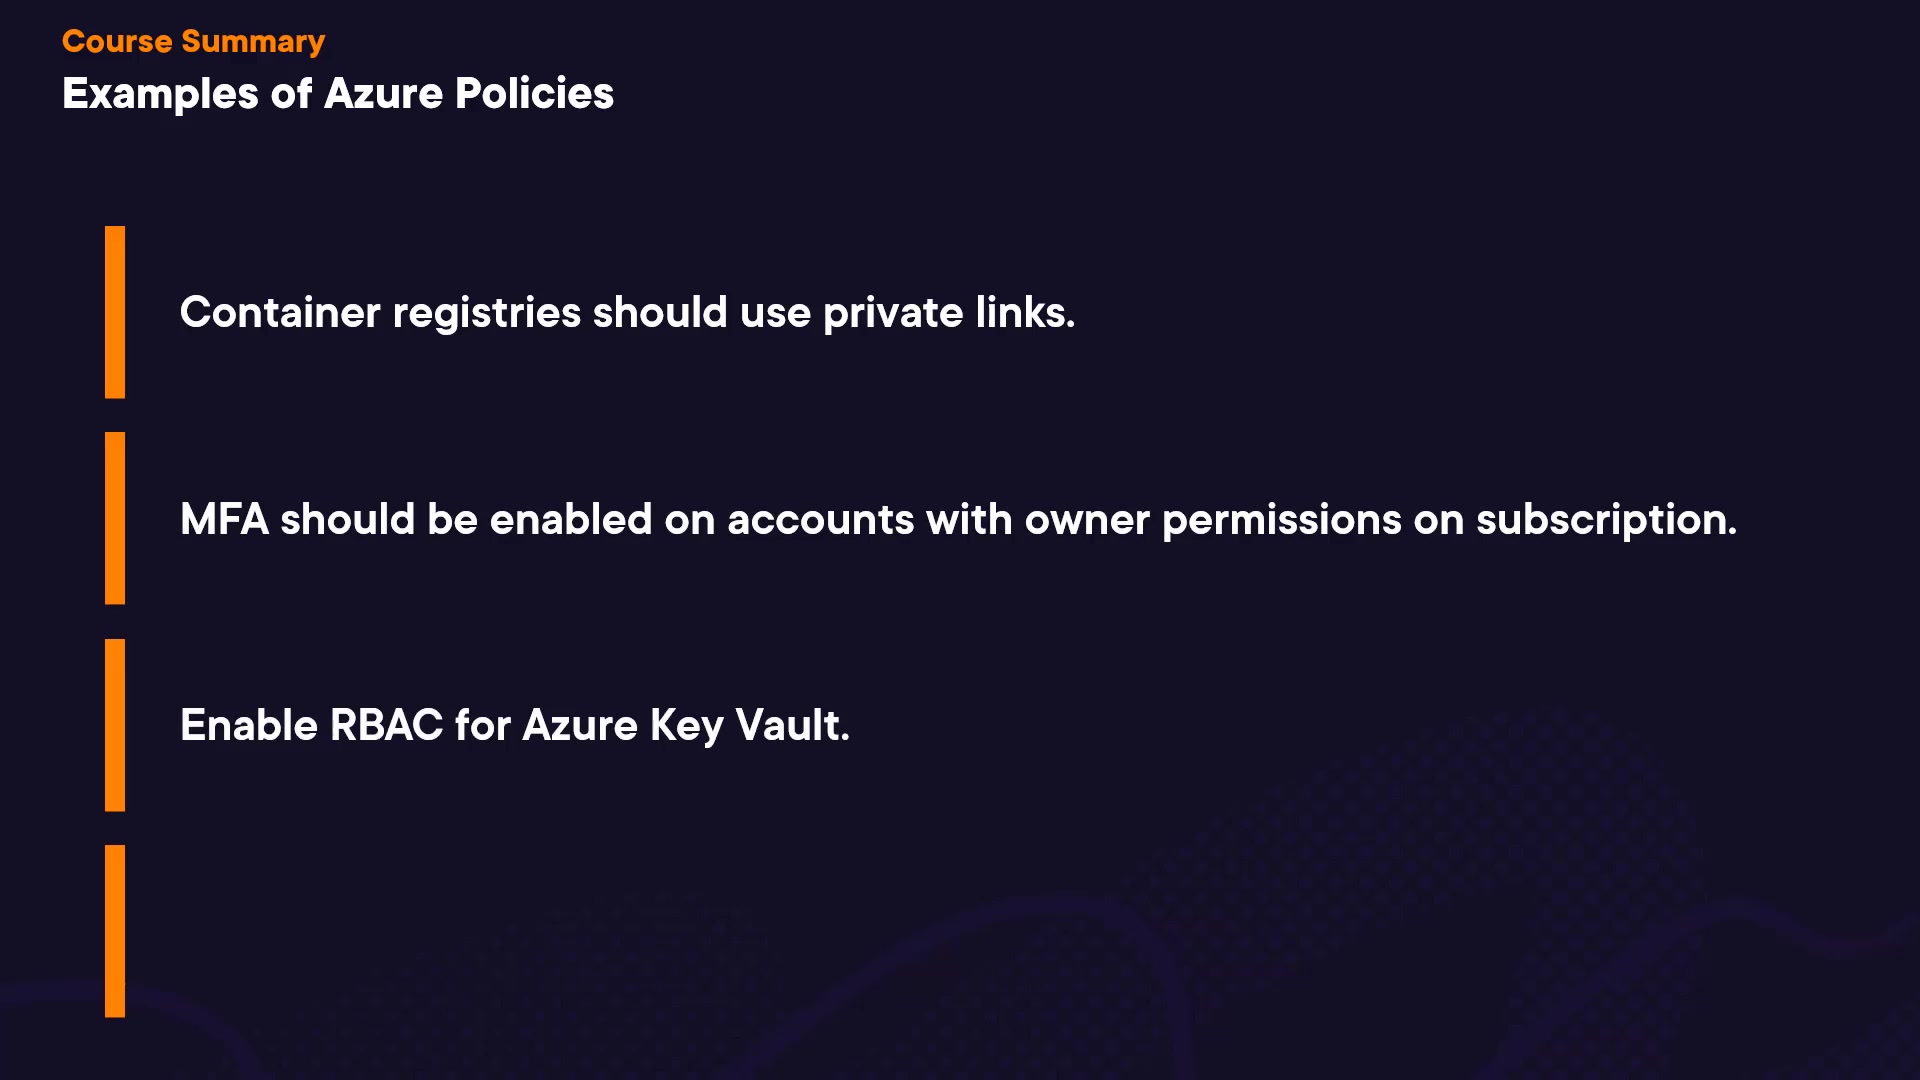 Course Summary
Examples of Azure Policies
Container registries should use private links.
MFA should be enabled on accounts with owner permissions on subscription.
Enable RBAC for Azure Key Vault.